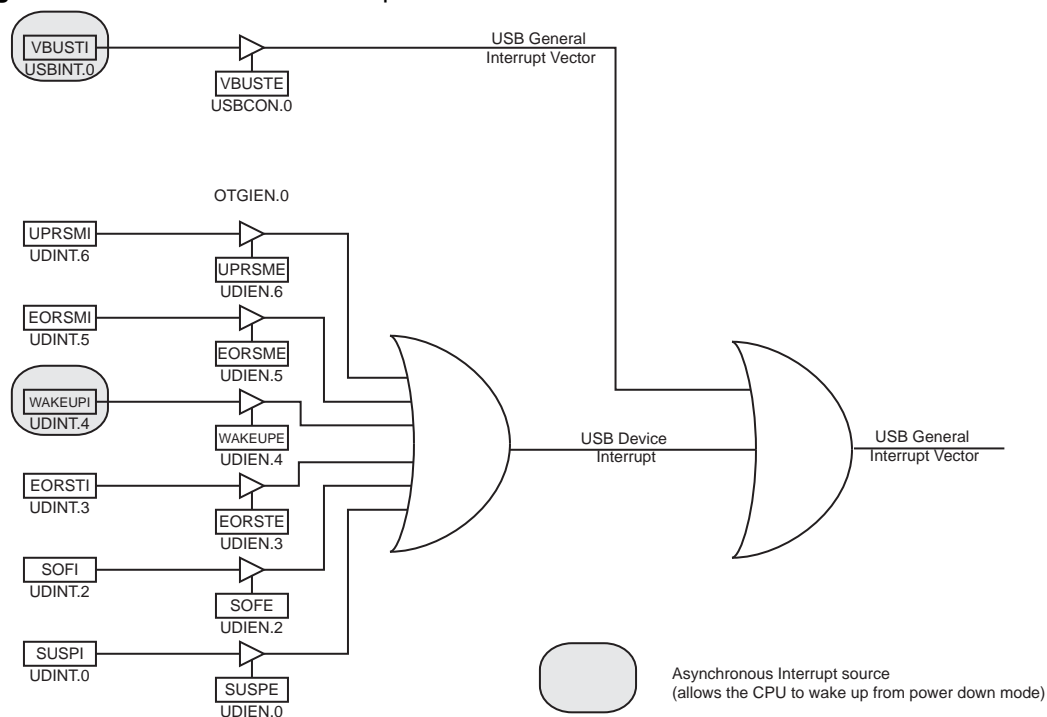 VBUSTI
USBINT.0
VBUSTE
USBCON.0
USB General
Interrupt Vector
OTGIEN.0
UPRSMI
UDINT.6
UPRSME
UDIEN.6
EORSMI
UDINT.5
EORSME
UDIEN.5
WAKEUPI
UDINT.4
WAKEUPE
UDIEN.4
USB Device
Interrupt
USB General
Interrupt Vector
EORSTI
UDINT.3
EORSTE
UDIEN.3
SOFI
UDINT.2
SOFE
UDIEN.2
SUSPI
UDINT.0
SUSPE
UDIEN.0
Asynchronous Interrupt source
(allows the CPU to wake up from power down mode)